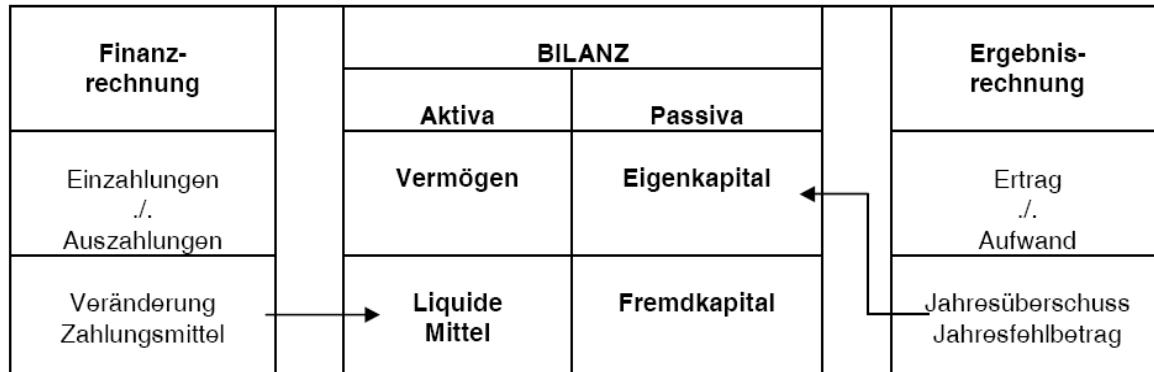 Finanz-
rechnung
BILANZ
Ergebnis-
rechnung
Aktiva
Passiva
Einzahlungen
./.
Auszahlungen
Vermögen
Eigenkapital
Ertrag
./.
Aufwand
Veränderung
Zahlungsmittel
Liquide
Mittel
Fremdkapital
Jahresüberschuss
Jahresfehlbetrag